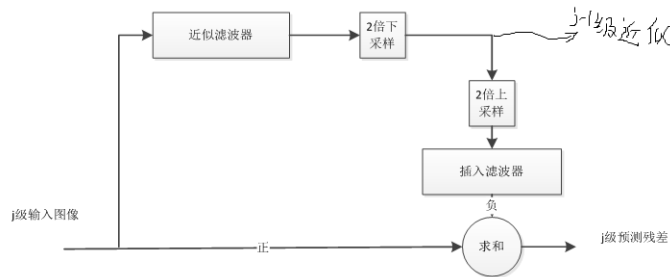 近似滤波器
2倍下
采样
j-1级近似
2倍上
采样
插入滤波器
负
j级输入图像
正
求和
j级预测残差